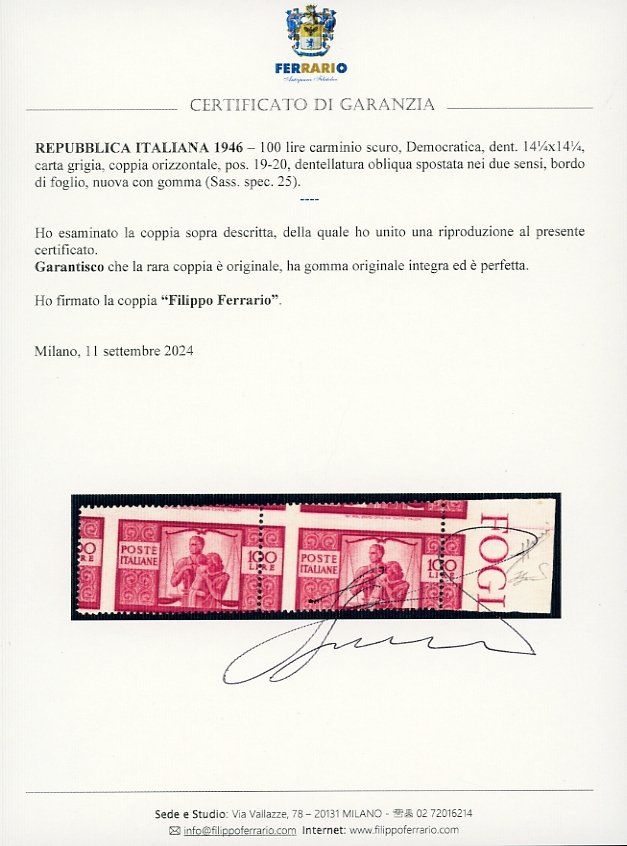 FERRARIO
Antiquares Filatelico
CERTIFICATO DI GARANZIA
REPUBBLICA ITALIANA 1946 – 100 lire carminio scuro, Democratica, dent. 14¼x14¼,
carta grigia, coppia orizzontale, pos. 19-20, dentellatura obliqua spostata nei due sensi, bordo
di foglio, nuova con gomma (Sass. spec. 25).
----
Ho esaminato la coppia sopra descritta, della quale ho unito una riproduzione al presente
certificato.
Garantisco che la rara coppia è originale, ha gomma originale integra ed è perfetta.
Ho firmato la coppia “Filippo Ferrario”.
Milano, 11 settembre 2024
00
RE
POSTE
ITALIANE
100
LIRE
POSTE
ITALIANE
100
LIRE
FOGL
Sede e Studio: Via Vallazze, 78 – 20131 MILANO - ☏ 02 72016214
✉ info@filippoferrario.com Internet: www.filippoferrario.com